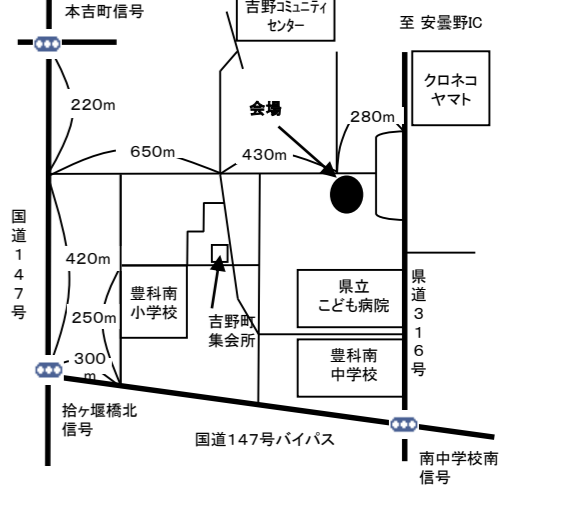 本吉町信号
吉野コミュニティ
センター
至 安曇野IC
クロネコ
ヤマト
220m
会場
280m
650m
430m
国道147号
420m
県道316号
県立
こども病院
豊科南
小学校
250m
吉野町
集会所
豊科南
中学校
300
m
拾ヶ堰橋北
信号
国道147号バイパス
南中学校南
信号